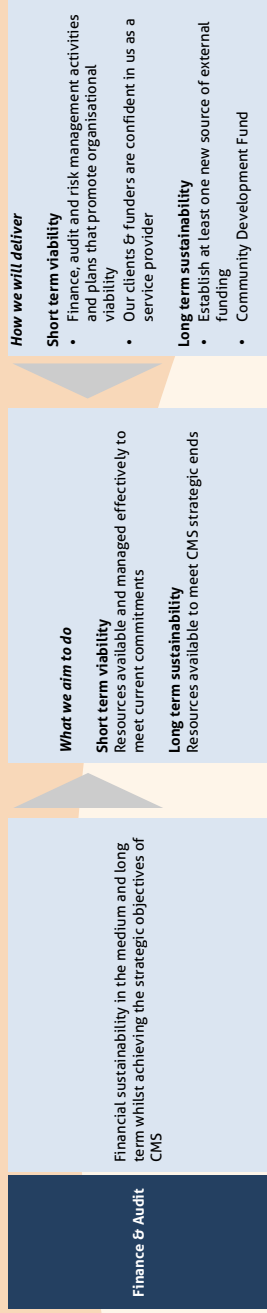 Finance & Audit
Financial sustainability in the medium and long
term whilst achieving the strategic objectives of
CMS
What we aim to do
Short term viability
Resources available and managed effectively to
meet current commitments
Long term sustainability
Resources available to meet CMS strategic ends
How we will deliver
Short term viability
• Finance, audit and risk management activities
and plans that promote organisational
viability
• Our clients & funders are confident in us as a
service provider
Long term sustainability
• Establish at least one new source of external
funding
• Community Development Fund